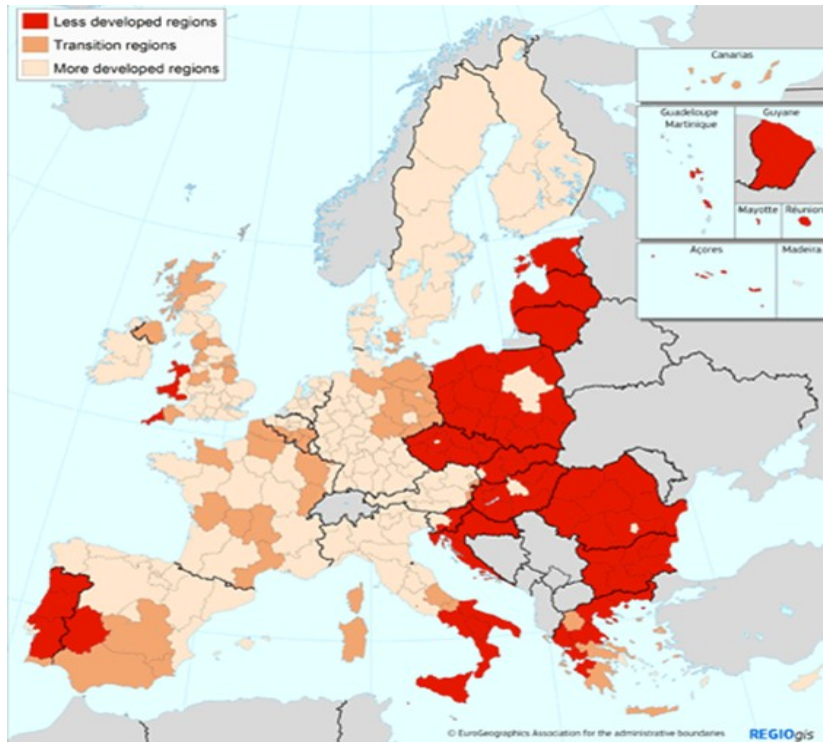 Less developed regions
Transition regions
More developed regions
Canarias
Guadeloupe
Martinique
Guyane
Mayotte
Réunion
Açores
Madeira
© EuroGeographics Association for the administrative boundaries
REGIOgis